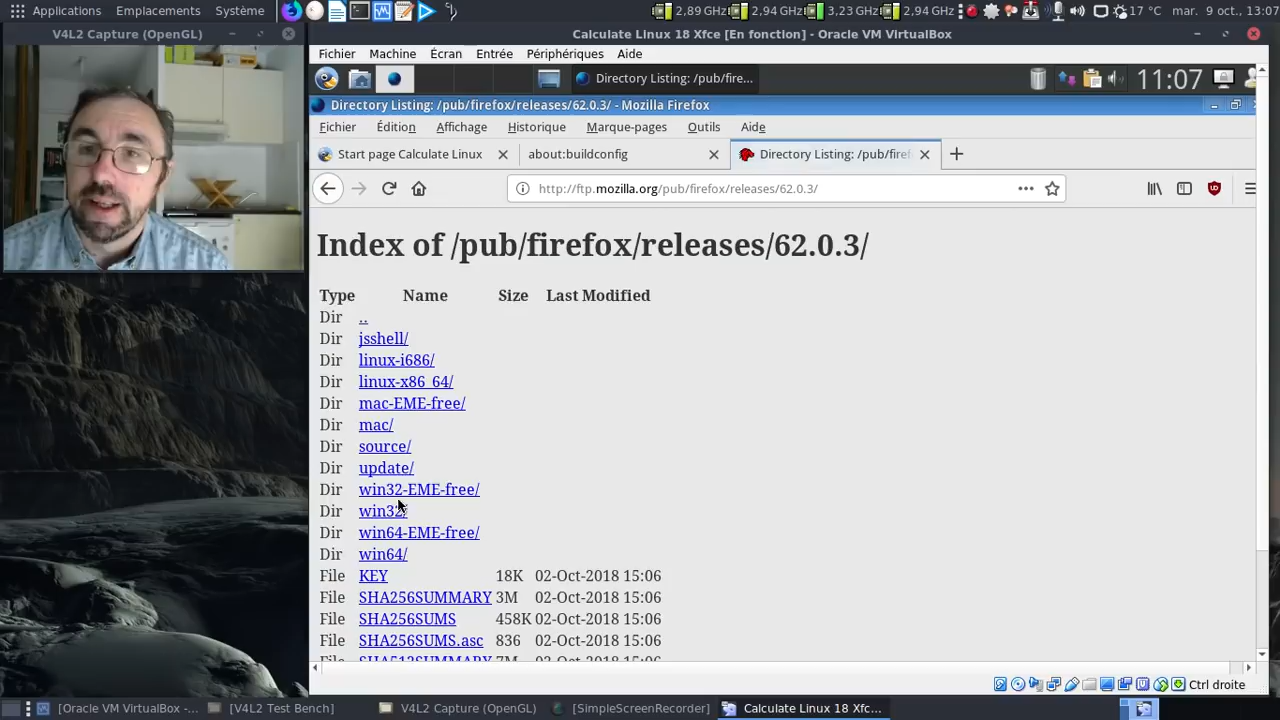 Applications Emplacements Système 2,89 GHz 2,94 GHz 3,23 GHz 2,94 GHz 17 °C mar. 9 oct., 13:07
V4L2 Capture (OpenGL)
Calculate Linux 18 Xfce [En fonction] - Oracle VM VirtualBox
Fichier Machine Écran Entrée Périphériques Aide
Directory Listing: /pub/fire... 11:07
Directory Listing: /pub/firefox/releases/62.0.3/ - Mozilla Firefox
Fichier Édition Affichage Historique Marque-pages Outils Aide
Start page Calculate Linux about:buildconfig Directory Listing: /pub/firef
http://ftp.mozilla.org/pub/firefox/releases/62.0.3/
Index of /pub/firefox/releases/62.0.3/
Type Name Size Last Modified
Dir ..
Dir jsshell/
Dir linux-i686/
Dir linux-x86_64/
Dir mac-EME-free/
Dir mac/
Dir source/
Dir update/
Dir win32-EME-free/
Dir win32/
Dir win64-EME-free/
Dir win64/
File KEY 18K 02-Oct-2018 15:06
File SHA256SUMMARY 3M 02-Oct-2018 15:06
File SHA256SUMS 458K 02-Oct-2018 15:06
File SHA256SUMS.asc 836 02-Oct-2018 15:06
File SHA512SUMMARY 7M 02-Oct-2018 15:06
Ctrl droite
[Oracle VM VirtualBox -... [V4L2 Test Bench] V4L2 Capture (OpenGL) [SimpleScreenRecorder] Calculate Linux 18 Xfc...